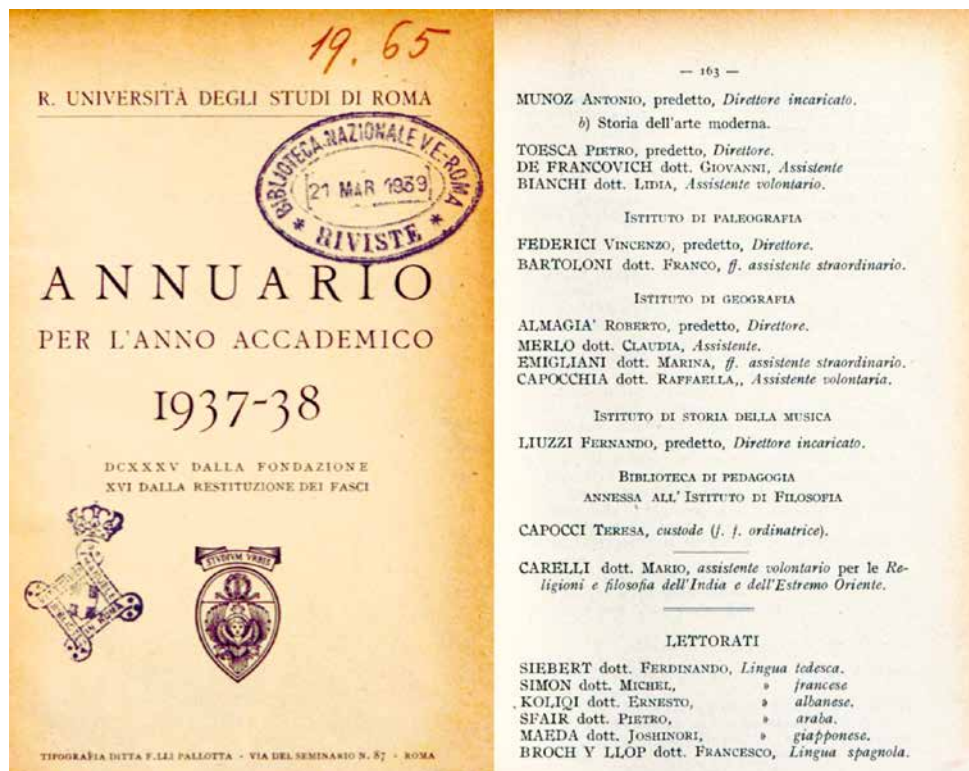 19. 65
R. UNIVERSITÀ DEGLI STUDI DI ROMA
BIBLIOTECA NAZIONALE V.E-ROMA
21 MAR 1939
* RIVISTE *
ANNUARIO
PER L'ANNO ACCADEMICO
1937-38
DCXXXV DALLA FONDAZIONE
XVI DALLA RESTITUZIONE DEI FASCI
STVDIVM VRBIS
TIPOGRAFIA DITTA F.LLI PALLOTTA - VIA DEL SEMINARIO N. 87 - ROMA
— 163 —
MUNOZ ANTONIO, predetto, Direttore incaricato.
b) Storia dell'arte moderna.
TOESCA PIETRO, predetto, Direttore.
DE FRANCOVICH dott. GIOVANNI, Assistente
BIANCHI dott. LIDIA, Assistente volontario.
ISTITUTO DI PALEOGRAFIA
FEDERICI VINCENZO, predetto, Direttore.
BARTOLONI dott. FRANCO, ff. assistente straordinario.
ISTITUTO DI GEOGRAFIA
ALMAGIA' ROBERTO, predetto, Direttore.
MERLO dott. CLAUDIA, Assistente.
EMIGLIANI dott. MARINA, ff. assistente straordinario.
CAPOCCHIA dott. RAFFAELLA,, Assistente volontaria.
ISTITUTO DI STORIA DELLA MUSICA
LIUZZI FERNANDO, predetto, Direttore incaricato.
BIBLIOTECA DI PEDAGOGIA
ANNESSA ALL' ISTITUTO DI FILOSOFIA
CAPOCCI TERESA, custode (f. f. ordinatrice).
CARELLI dott. MARIO, assistente volontario per le Re-
ligioni e filosofia dell'India e dell'Estremo Oriente.
LETTORATI
SIEBERT dott. FERDINANDO, Lingua tedesca.
SIMON dott. MICHEL, » francese
KOLIQI dott. ERNESTO, » albanese.
SFAIR dott. PIETRO, » araba.
MAEDA dott. JOSHINORI, » giapponese.
BROCH Y LLOP dott. FRANCESCO, Lingua spagnola.